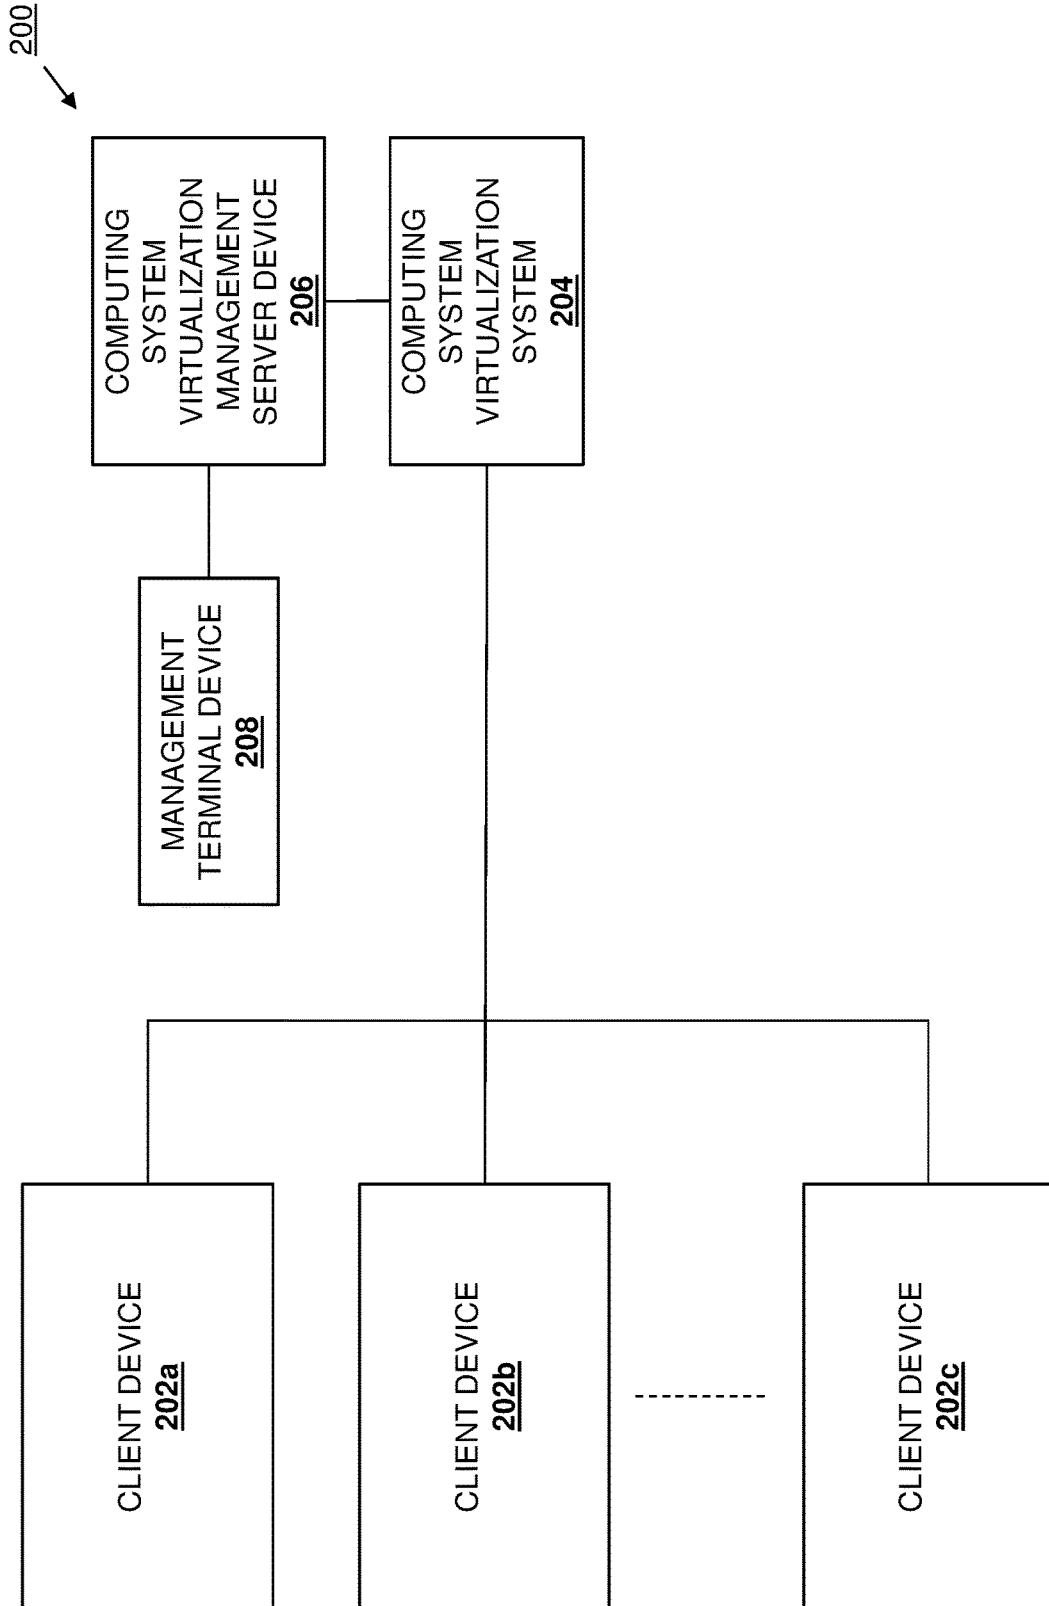 200
COMPUTING
SYSTEM
VIRTUALIZATION
MANAGEMENT
SERVER DEVICE
206
COMPUTING
SYSTEM
VIRTUALIZATION
SYSTEM
204
MANAGEMENT
TERMINAL DEVICE
208
CLIENT DEVICE
202a
CLIENT DEVICE
202b
CLIENT DEVICE
202c